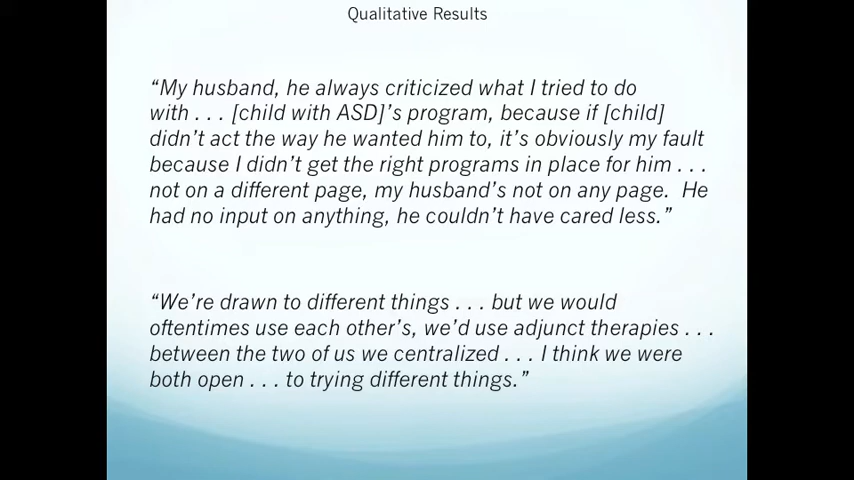 Qualitative Results
“My husband, he always criticized what I tried to do
with . . . [child with ASD]’s program, because if [child]
didn’t act the way he wanted him to, it’s obviously my fault
because I didn’t get the right programs in place for him . . .
not on a different page, my husband’s not on any page.  He
had no input on anything, he couldn’t have cared less.”
“We’re drawn to different things . . . but we would
oftentimes use each other’s, we’d use adjunct therapies . . .
between the two of us we centralized . . . I think we were
both open . . . to trying different things.”